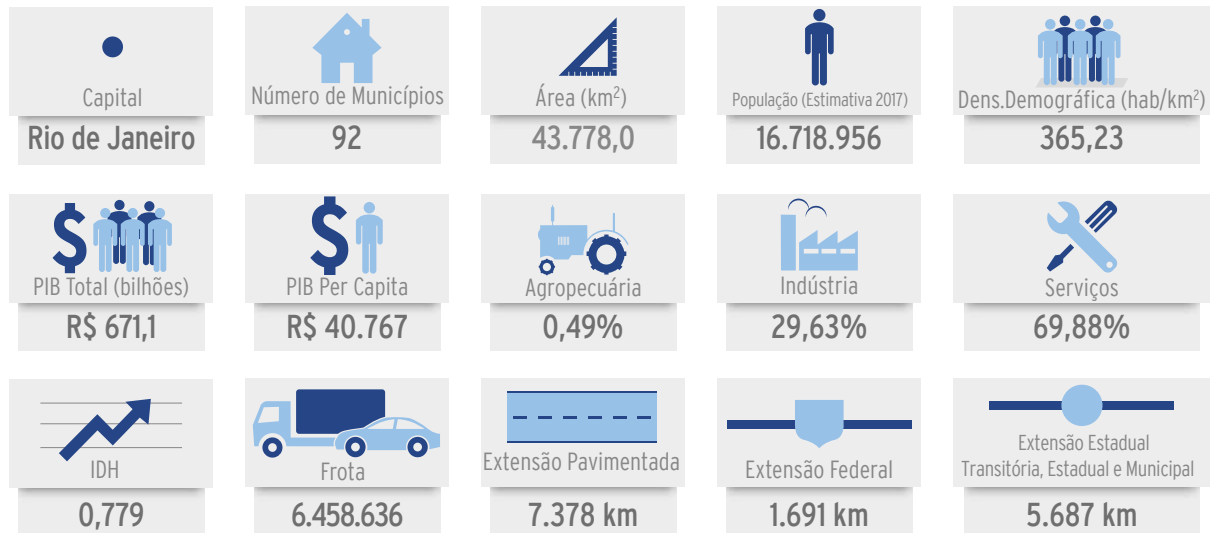 Capital
Rio de Janeiro
Número de Municípios
92
Área (km²)
43.778,0
População (Estimativa 2017)
16.718.956
Dens.Demográfica (hab/km²)
365,23
PIB Total (bilhões)
R$ 671,1
PIB Per Capita
R$ 40.767
Agropecuária
0,49%
Indústria
29,63%
Serviços
69,88%
IDH
0,779
Frota
6.458.636
Extensão Pavimentada
7.378 km
Extensão Federal
1.691 km
Extensão Estadual
Transitória, Estadual e Municipal
5.687 km